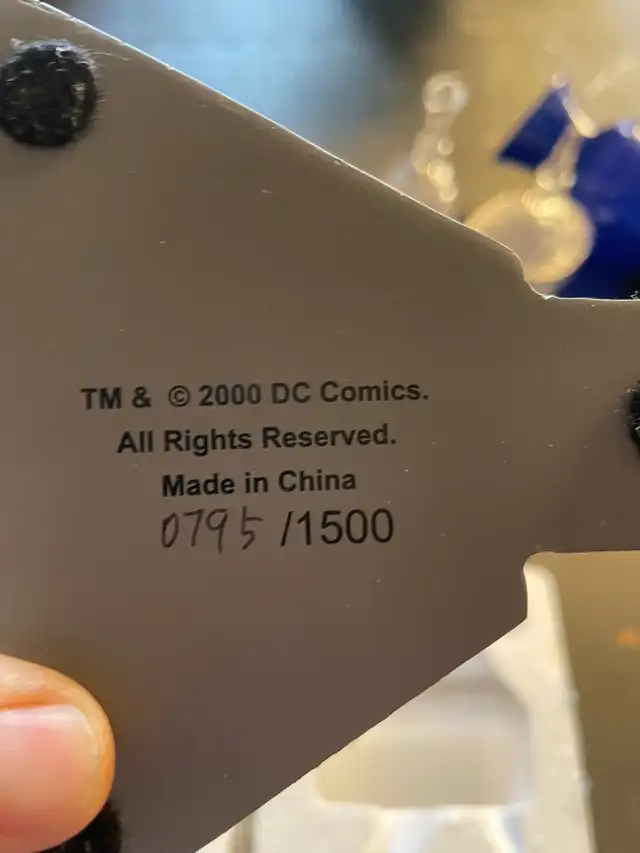 TM & © 2000 DC Comics.
All Rights Reserved.
Made in China
0795 /1500